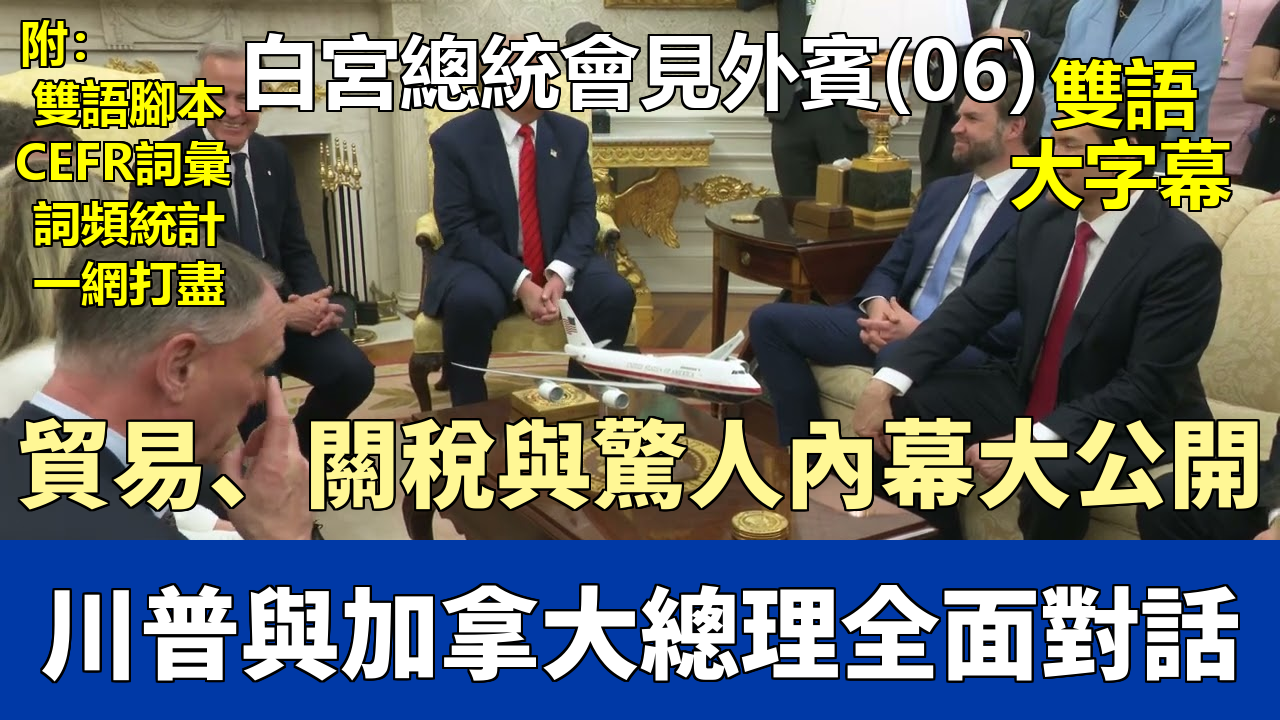 附：
雙語腳本
CEFR詞彙
詞頻統計
一網打盡
白宮總統會見外賓(06)
雙語
大字幕
貿易、關稅與驚人內幕大公開
川普與加拿大總理全面對話